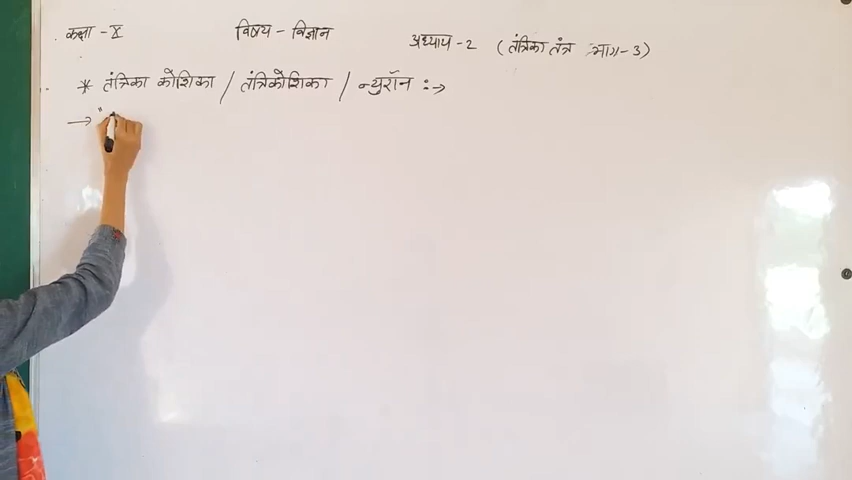 कक्षा - X विषय - विज्ञान अध्याय - 2 (तंत्रिका तंत्र भाग - 3)
* तंत्रिका कोशिका / तंत्रिकोशिका / न्युरॉन :→
→ "